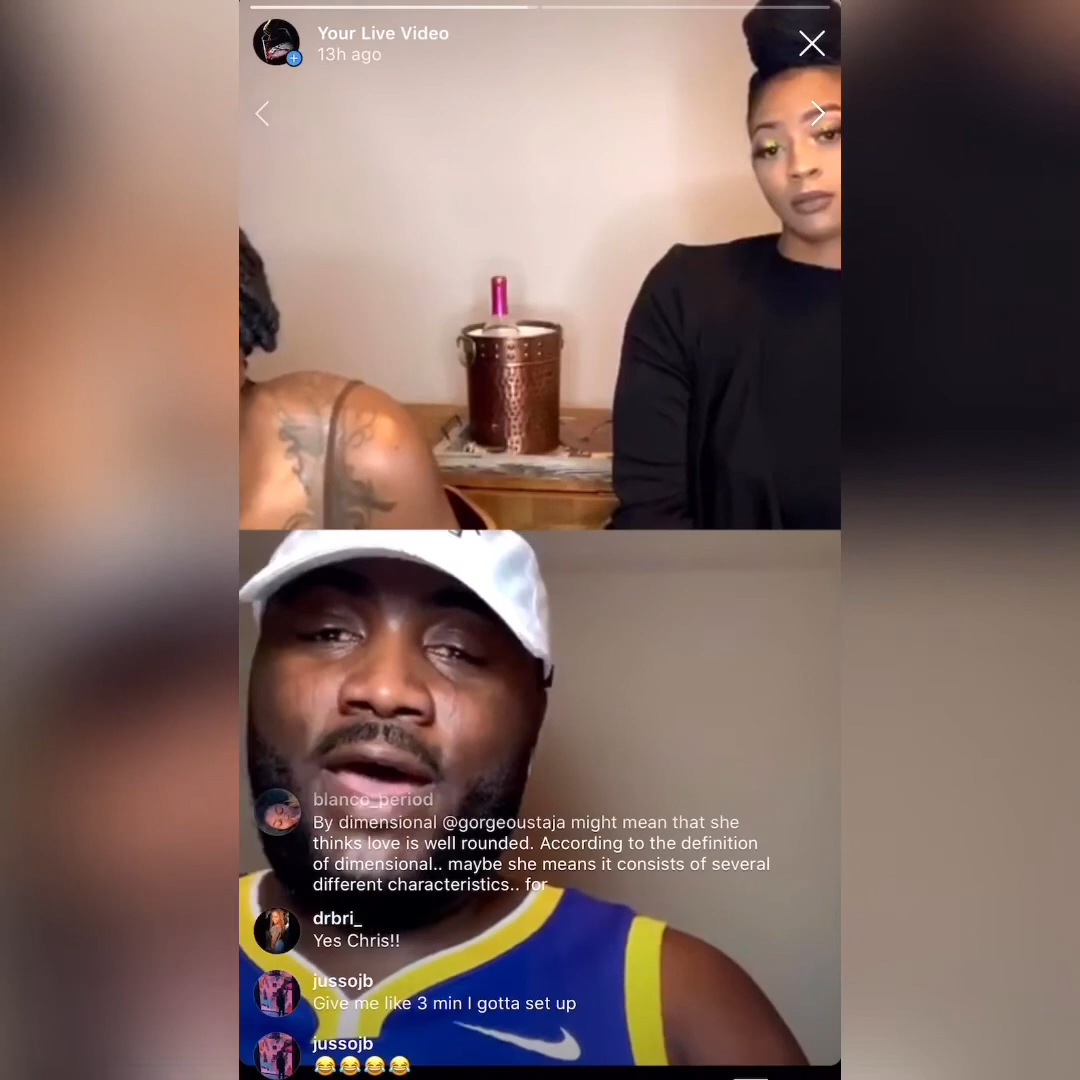 Your Live Video
13h ago
blanco_period
By dimensional @gorgeoustaja might mean that she
thinks love is well rounded. According to the definition
of dimensional.. maybe she means it consists of several
different characteristics.. for
drbri_
Yes Chris!!
jussojb
Give me like 3 min I gotta set up
jussojb
😂😂😂😂